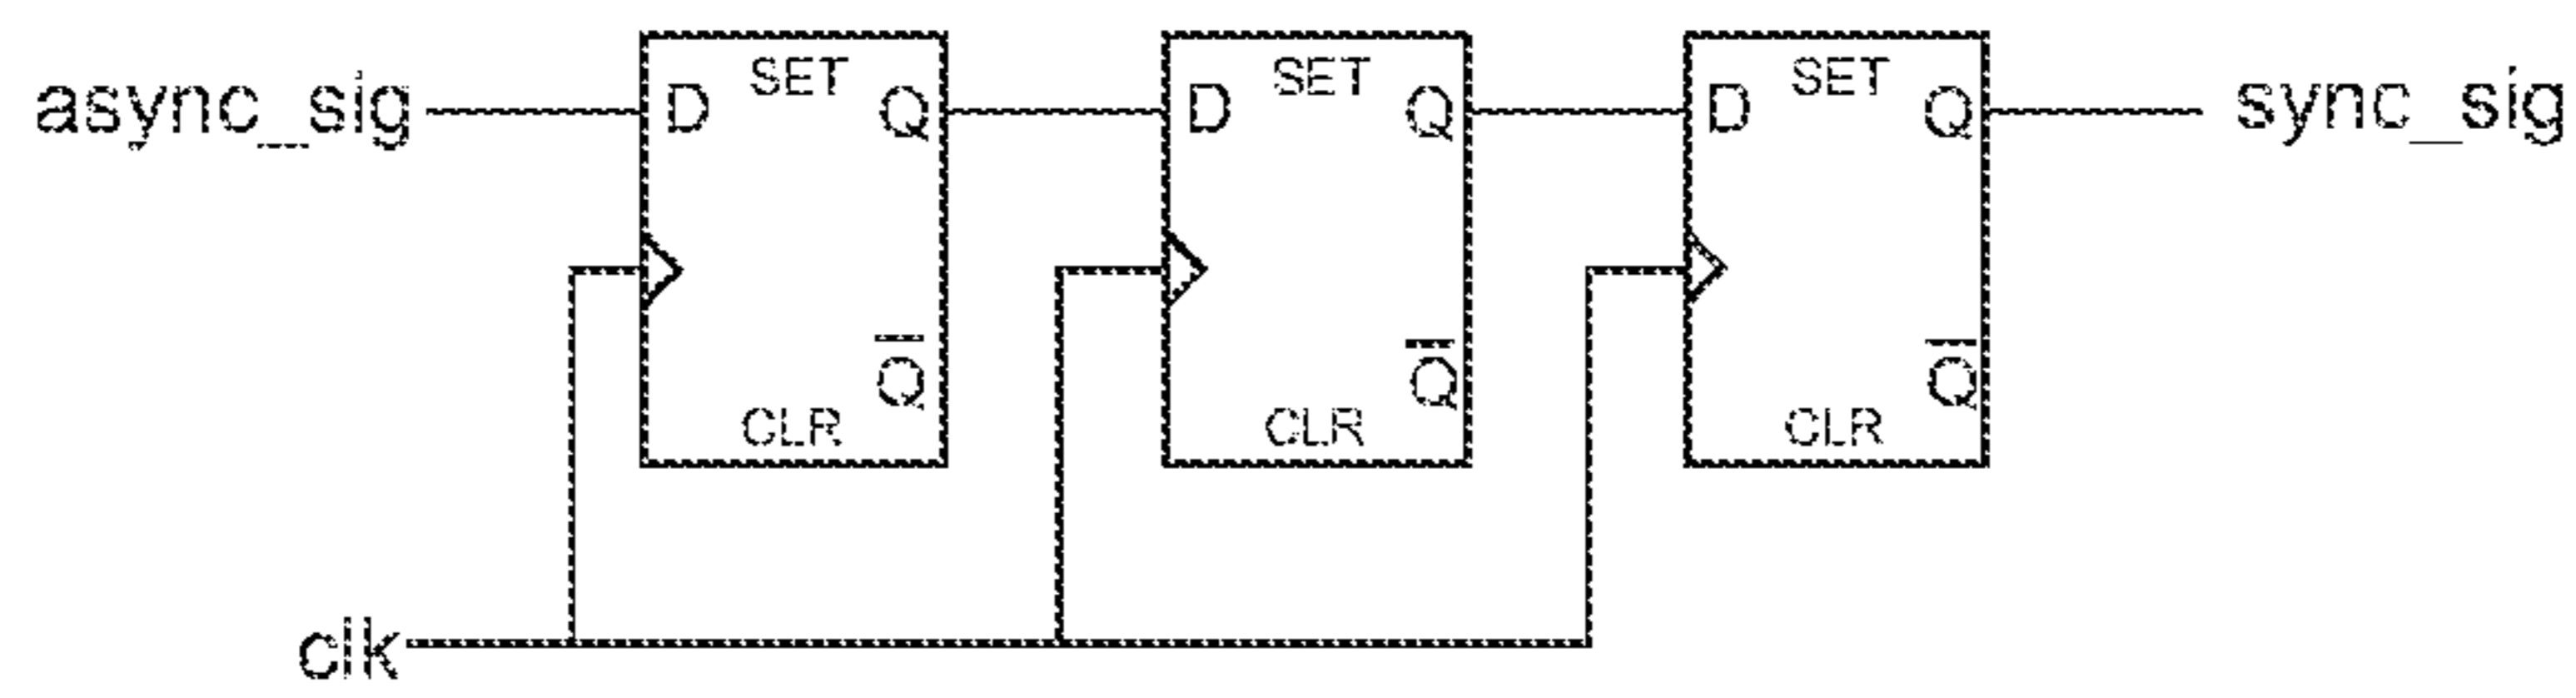 SET SET SET
async_sig D Q D Q D Q sync_sig
Q Q Q
CLR CLR CLR
clk